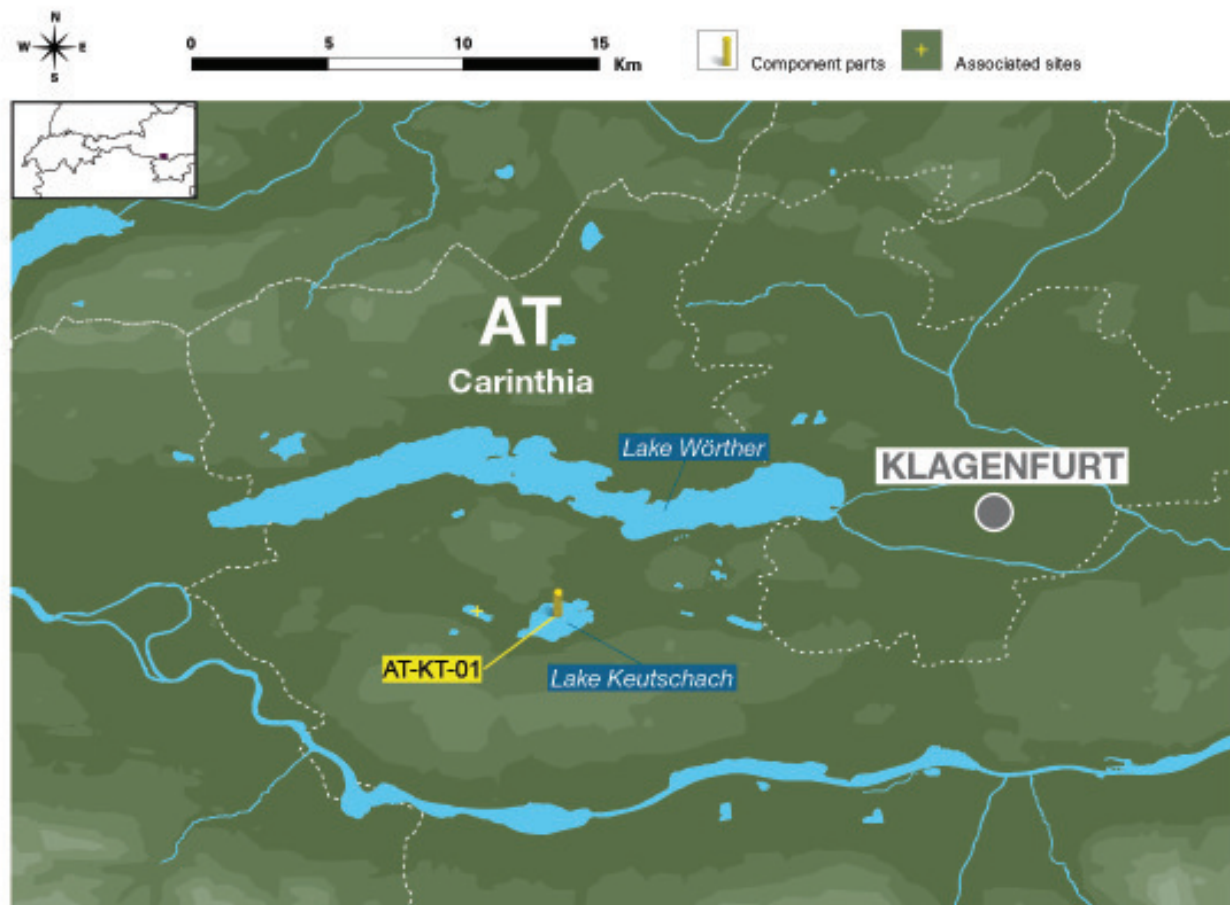 N
W E
S
0 5 10 15
Km
Component parts
Associated sites
AT
Carinthia
Lake Wörther
KLAGENFURT
AT-KT-01
Lake Keutschach